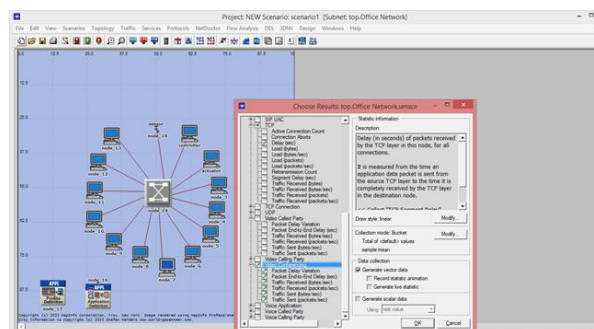 Project: NEW Scenario: scenario1 [Subnet: top.Office Network]
File Edit View Scenarios Topology Traffic Services Protocols NetDoctor Flow Analysis DES 3DNV Design Windows Help
sensor
node_18
controller
actuator
node_12
node_11
node_10
node_9
node_8
node_7
node_6
node_5
node_16
node_15
APPL
Profile
Definition
APPL
Application
Definition
Choose Results: top.Office Network.sensor
SIP UAC
TCP
Active Connection Count
Connection Aborts
Delay (sec)
Load (bytes)
Load (bytes/sec)
Load (packets)
Load (packets/sec)
Retransmission Count
Segment Delay (sec)
Traffic Received (bytes)
Traffic Received (bytes/sec)
Traffic Received (packets)
Traffic Received (packets/sec)
TCP Connection
UDP
Video Called Party
Packet Delay Variation
Packet End-to-End Delay (sec)
Traffic Received (bytes/sec)
Traffic Received (packets/sec)
Traffic Sent (bytes/sec)
Traffic Sent (packets/sec)
Video Calling Party
Video Conferencing
Packet Delay Variation
Packet End-to-End Delay (sec)
Traffic Received (bytes/sec)
Traffic Received (packets/sec)
Traffic Sent (bytes/sec)
Traffic Sent (packets/sec)
Voice Application
Voice Called Party
Voice Calling Party
Statistic information
Description:
Delay (in seconds) of packets received
by the TCP layer in this node, for all
connections.
It is measured from the time an
application data packet is sent from
the source TCP layer to the time it is
completely received by the TCP layer
in the destination node.
Draw style: linear
Modify...
Collection mode: Bucket
Modify...
Total of <default> values
sample mean
Data collection
Generate vector data
Record statistic animation
Generate live statistic
Generate scalar data
Using last value
OK
Cancel